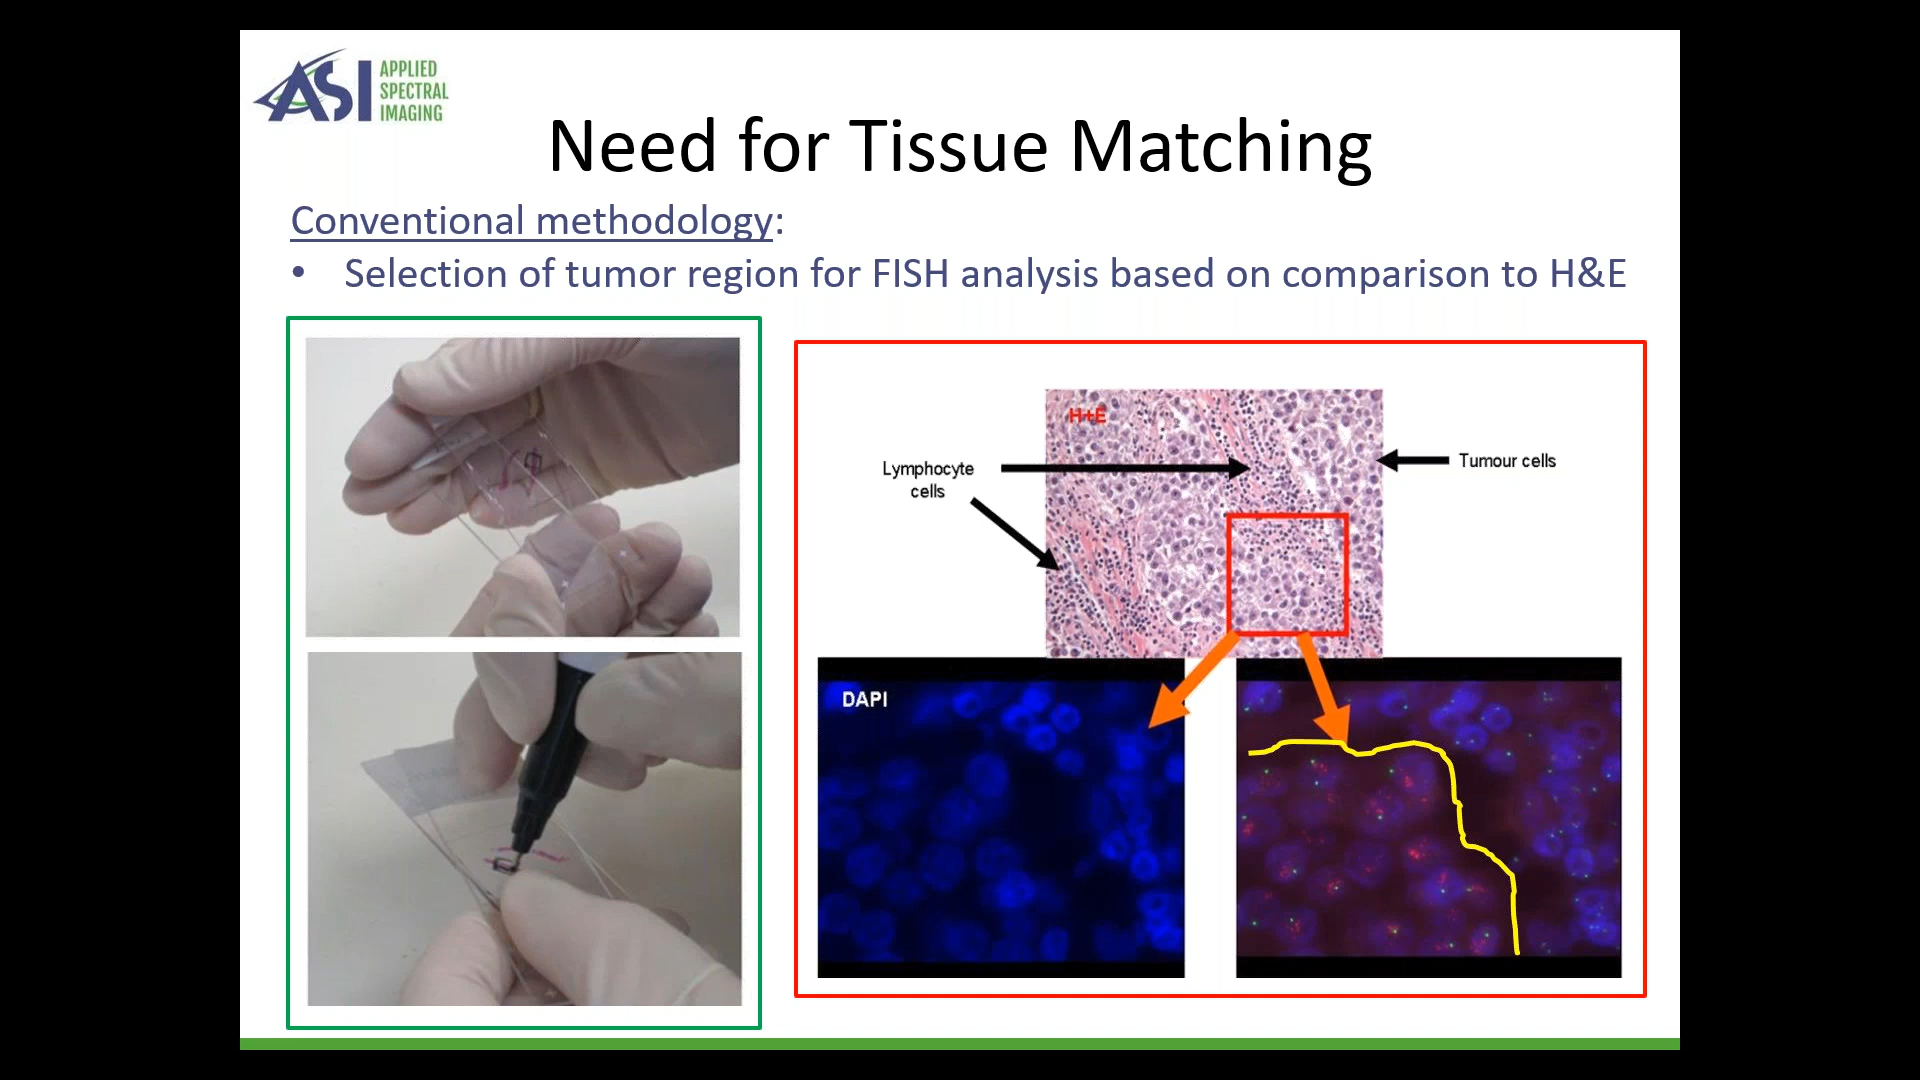 ASI APPLIED
SPECTRAL
IMAGING
Need for Tissue Matching
Conventional methodology:
• Selection of tumor region for FISH analysis based on comparison to H&E
H+E
Lymphocyte
cells
Tumour cells
DAPI